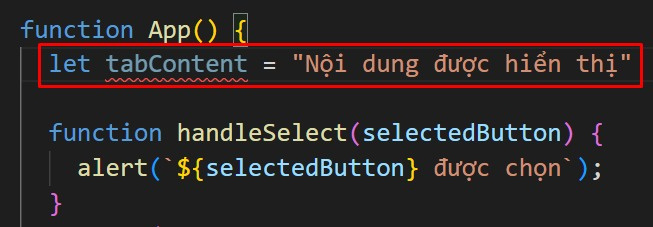 function App() {
let tabContent = "Nội dung được hiển thị"
function handleSelect(selectedButton) {
alert(`${selectedButton} được chọn`);
}